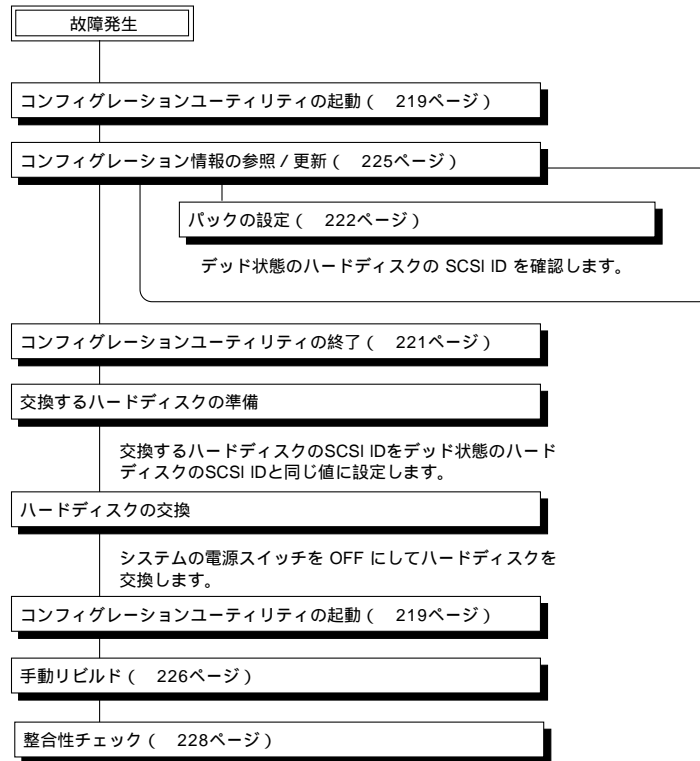 故障発生
コンフィグレーションユーティリティの起動（　219ページ）
コンフィグレーション情報の参照 / 更新（　225ページ）
パックの設定（　222ページ）
デッド状態のハードディスクの SCSI ID を確認します。
コンフィグレーションユーティリティの終了（　221ページ）
交換するハードディスクの準備
交換するハードディスクのSCSI IDをデッド状態のハード
ディスクのSCSI IDと同じ値に設定します。
ハードディスクの交換
システムの電源スイッチを OFF にしてハードディスクを
交換します。
コンフィグレーションユーティリティの起動（　219ページ）
手動リビルド（　226ページ）
整合性チェック（　228ページ）